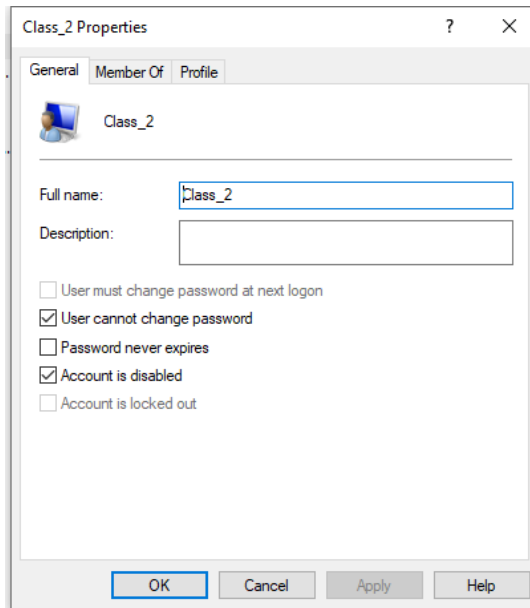 Class_2 Properties
? X
General Member Of Profile
Class_2
Full name: Class_2
Description:
User must change password at next logon
User cannot change password
Password never expires
Account is disabled
Account is locked out
OK Cancel Apply Help